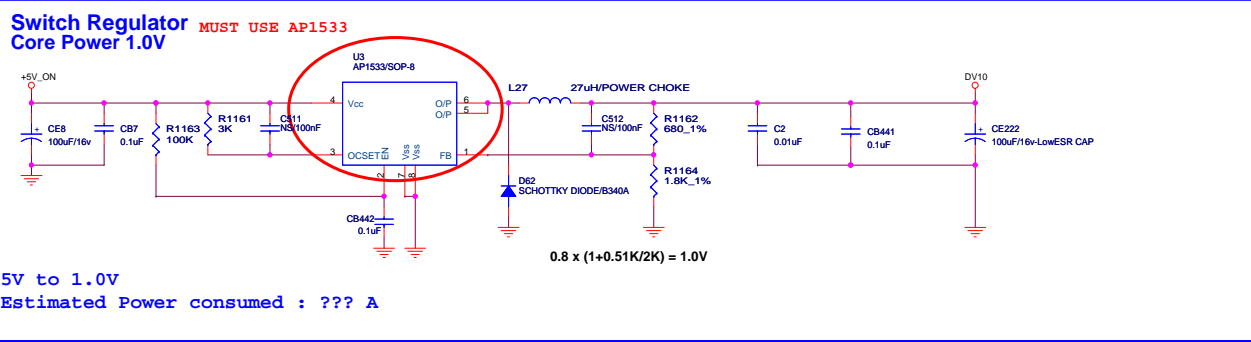 Switch Regulator MUST USE AP1533
Core Power 1.0V
U3
AP1533/SOP-8
+5V_ON
L27 27uH/POWER CHOKE
DV10
4 Vcc O/P 6
O/P 5
CE8
100uF/16v
CB7
0.1uF
R1163
100K
R1161
3K
C511
NS/100nF
C512
NS/100nF
R1162
680_1%
C2
0.01uF
CB441
0.1uF
CE222
100uF/16v-LowESR CAP
3 OCSET EN Vss Vss FB 1
2 7 8
R1164
1.8K_1%
D62
SCHOTTKY DIODE/B340A
CB442
0.1uF
0.8 x (1+0.51K/2K) = 1.0V
5V to 1.0V
Estimated Power consumed : ??? A